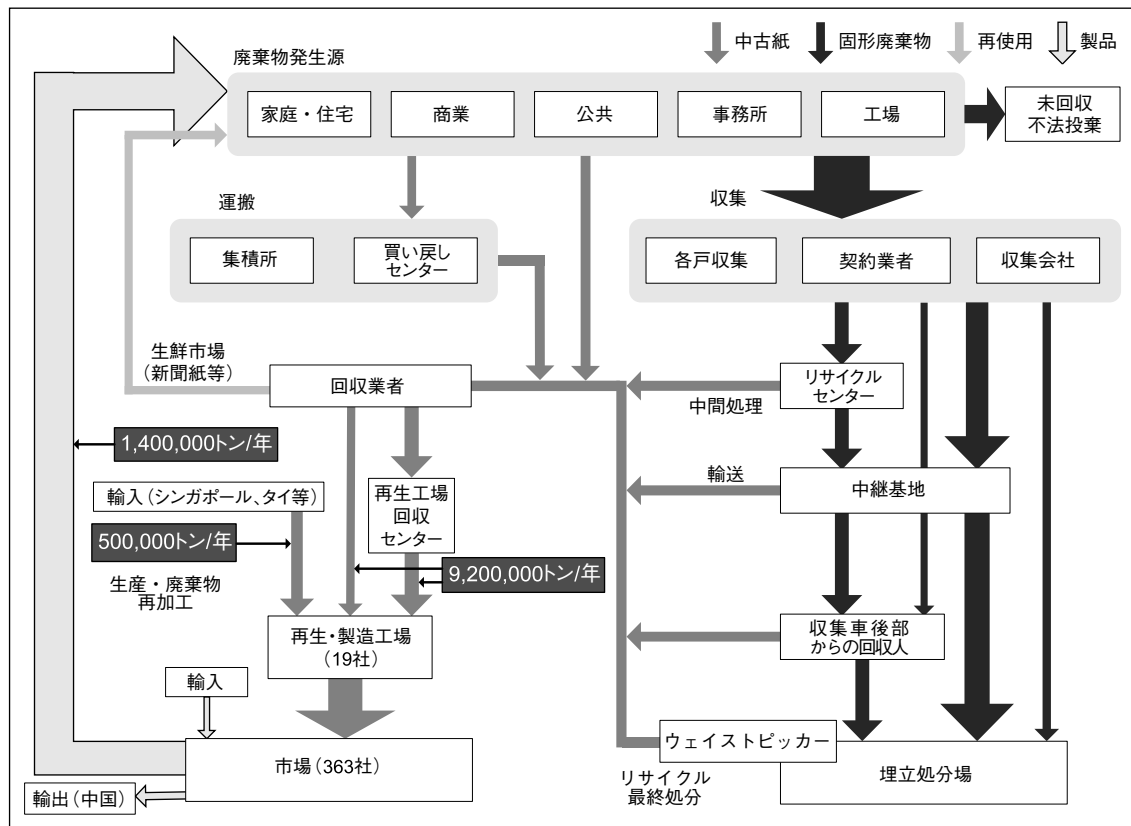 中古紙
固形廃棄物
再使用
製品
廃棄物発生源
家庭・住宅
商業
公共
事務所
工場
未回収
不法投棄
運搬
収集
集積所
買い戻し
センター
各戸収集
契約業者
収集会社
生鮮市場
(新聞紙等)
回収業者
リサイクル
センター
中間処理
1,400,000トン/年
輸入(シンガポール、タイ等)
再生工場
回収
センター
輸送
中継基地
500,000トン/年
9,200,000トン/年
生産・廃棄物
再加工
再生・製造工場
(19社)
収集車後部
からの回収人
輸入
市場(363社)
ウェイストピッカー
埋立処分場
リサイクル
最終処分
輸出(中国)